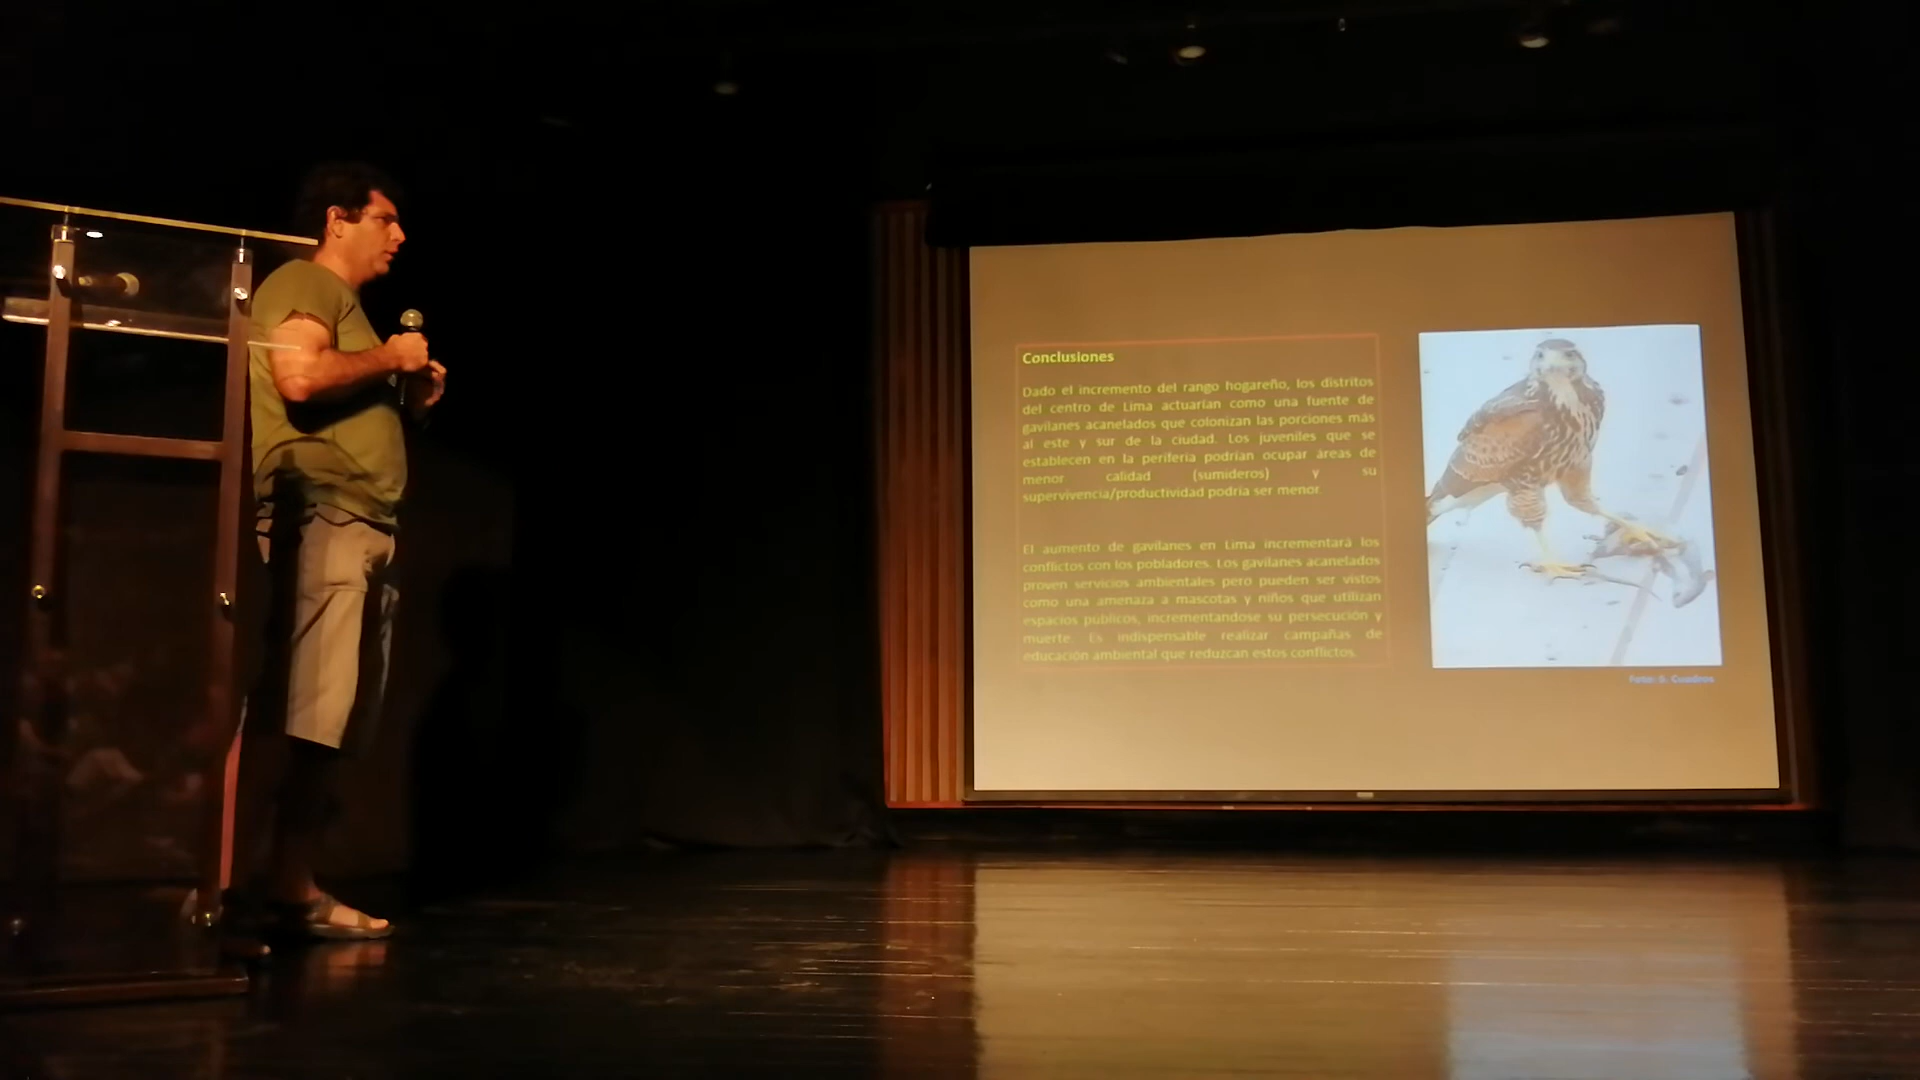 Conclusiones
Dado el incremento del rango hogareño, los distritos
del centro de Lima actuarían como una fuente de
gavilanes acanelados que colonizan las porciones más
al este y sur de la ciudad. Los juveniles que se
establecen en la periferia podrían ocupar áreas de
menor calidad (sumideros) y su
supervivencia/productividad podría ser menor.
El aumento de gavilanes en Lima incrementará los
conflictos con los pobladores. Los gavilanes acanelados
proven servicios ambientales pero pueden ser vistos
como una amenaza a mascotas y niños que utilizan
espacios publicos, incrementandose su persecución y
muerte. Es indispensable realizar campañas de
educación ambiental que reduzcan estos conflictos.
Foto: S. Cuadros